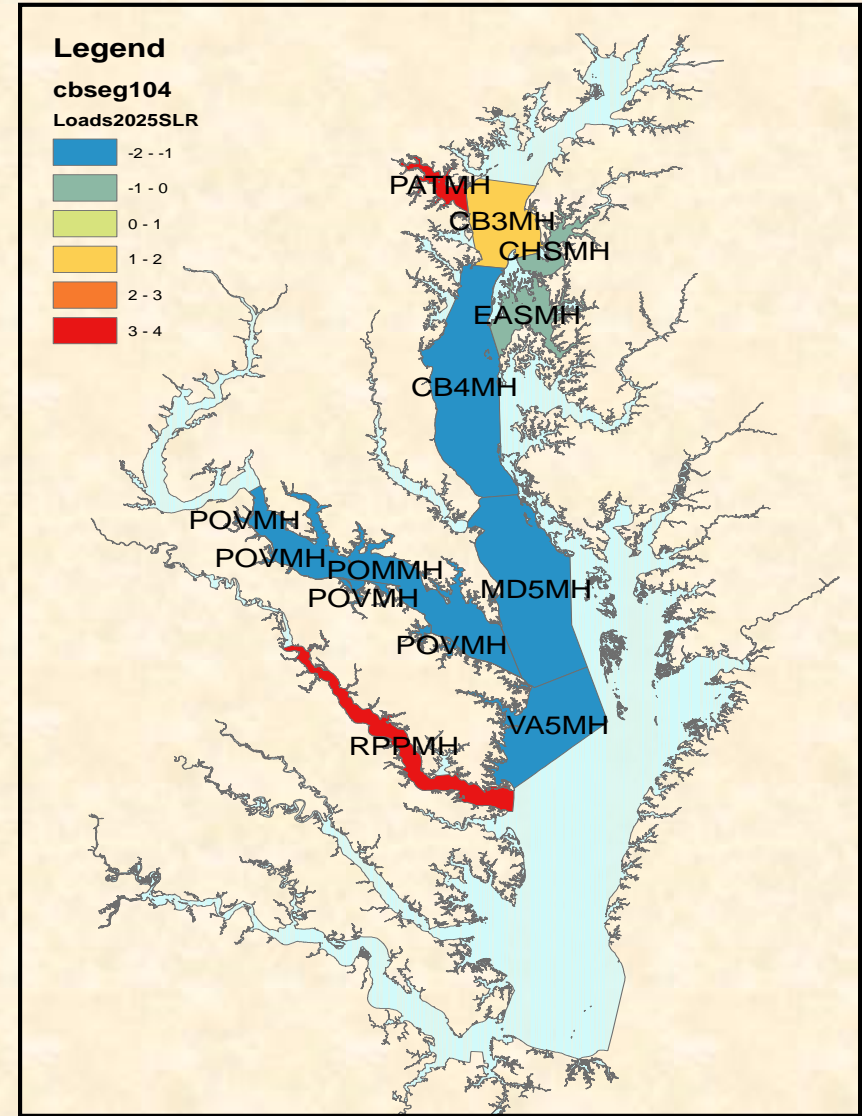 Legend
cbseg104
Loads2025SLR
-2 - -1
-1 - 0
0 - 1
1 - 2
2 - 3
3 - 4
PATMH
CB3MH
CHSMH
EASMH
CB4MH
POVMH
POVMH
POMMH
POVMH
MD5MH
POVMH
VA5MH
RPPMH